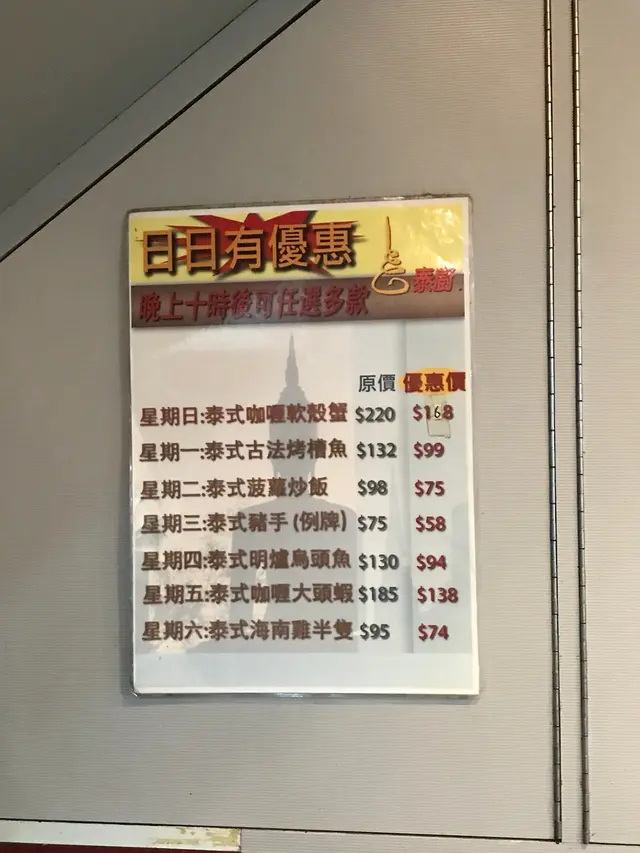 日日有優惠
泰廚
晚上十時後可任選多款
原價 優惠價
星期日:泰式咖喱軟殼蟹 $220 $168
星期一:泰式古法烤槽魚 $132 $99
星期二:泰式菠蘿炒飯 $98 $75
星期三:泰式豬手(例牌) $75 $58
星期四:泰式明爐烏頭魚 $130 $94
星期五:泰式咖喱大頭蝦 $185 $138
星期六:泰式海南雞半隻 $95 $74